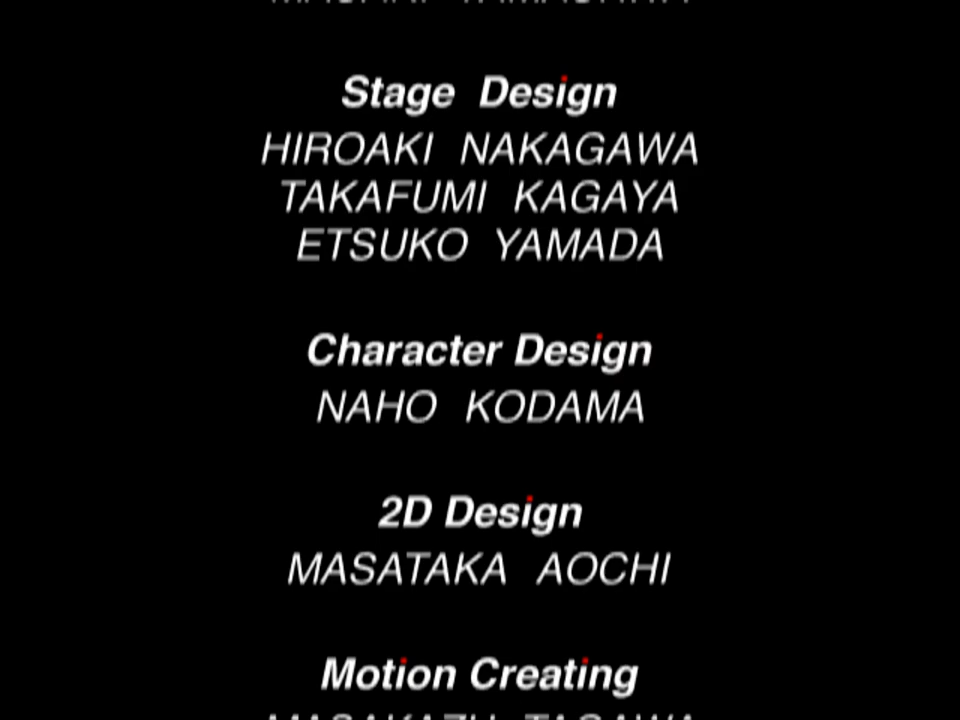 Stage Design
HIROAKI NAKAGAWA
TAKAFUMI KAGAYA
ETSUKO YAMADA
Character Design
NAHO KODAMA
2D Design
MASATAKA AOCHI
Motion Creating